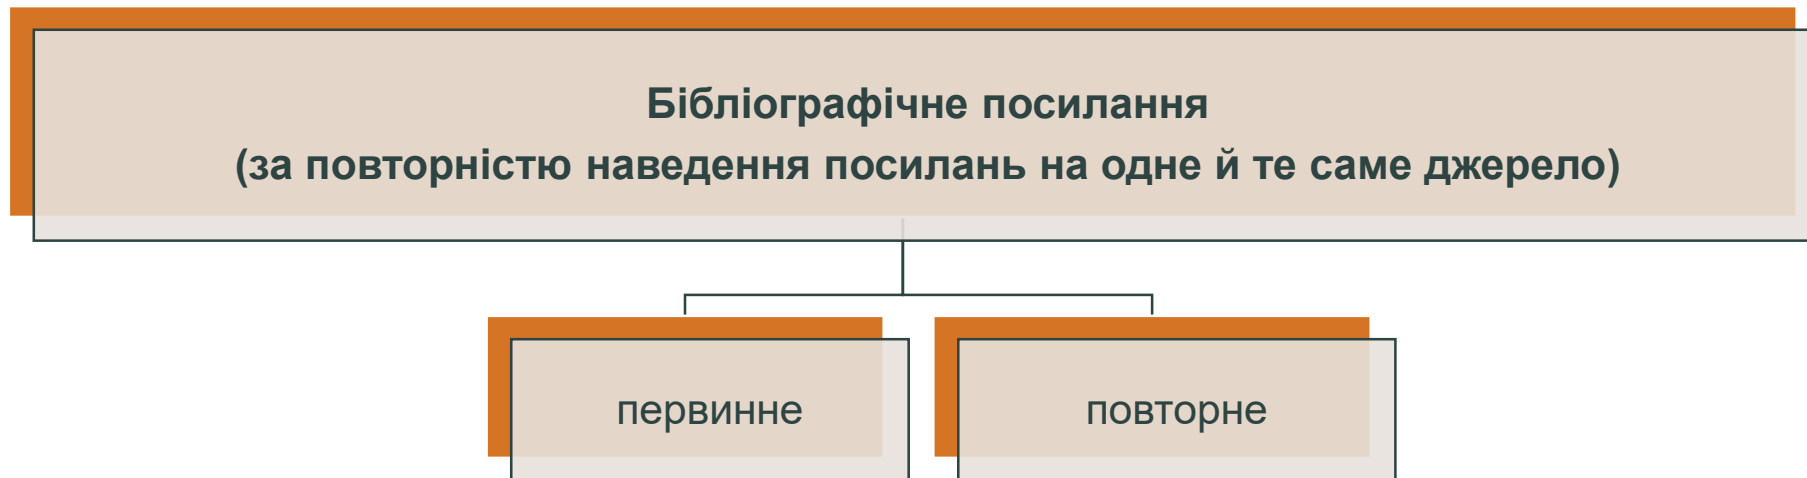 Бібліографічне посилання
(за повторністю наведення посилань на одне й те саме джерело)
первинне
повторне